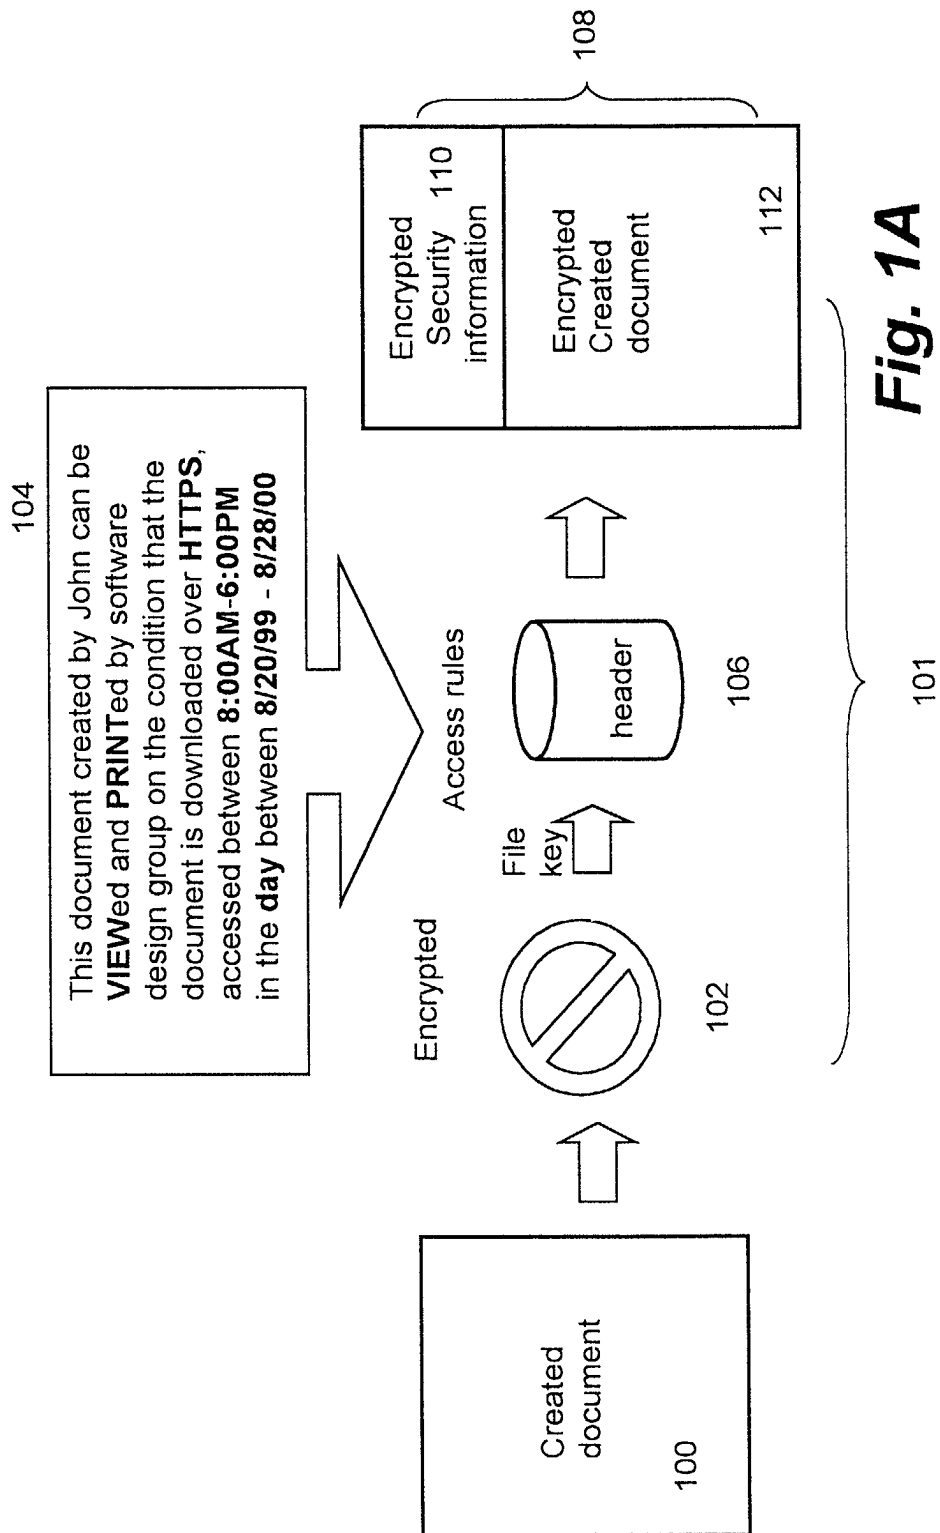 104
This document created by John can be
VIEWed and PRINTed by software
design group on the condition that the
document is downloaded over HTTPS,
accessed between 8:00AM-6:00PM
in the day between 8/20/99 - 8/28/00
Created
document
100
Encrypted
102
File
key
Access rules
header
106
Encrypted
Security 110
information
Encrypted
Created
document
112
108
101
Fig. 1A